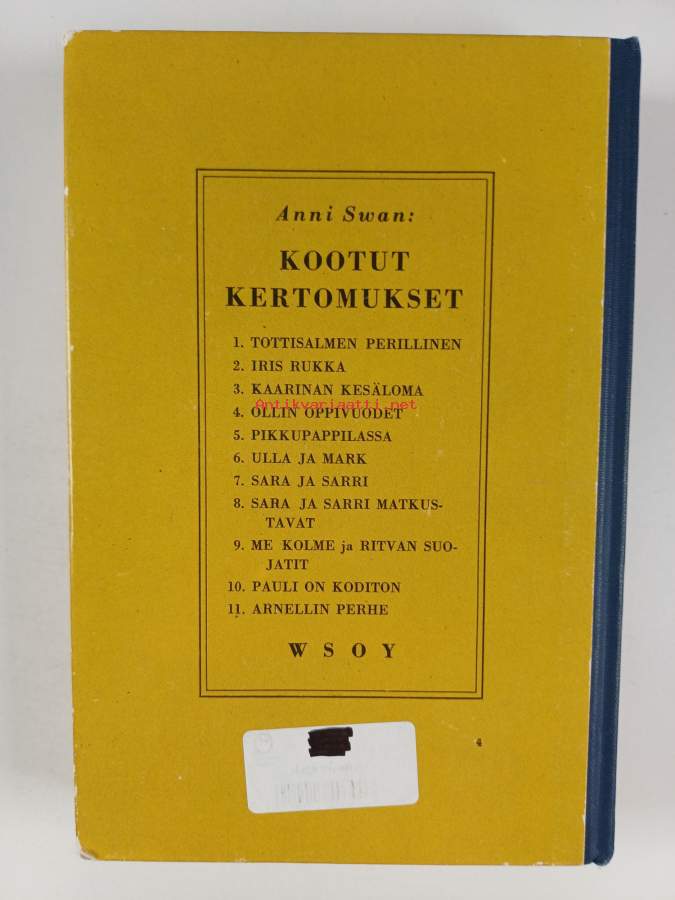 Anni Swan:
KOOTUT
KERTOMUKSET
1. TOTTISALMEN PERILLINEN
2. IRIS RUKKA
3. KAARINAN KESÄLOMA
Antikvariaatti.net
4. OLLIN OPPIVUODET
5. PIKKUPAPPILASSA
6. ULLA JA MARK
7. SARA JA SARRI
8. SARA JA SARRI MATKUS-
TAVAT
9. ME KOLME ja RITVAN SUO-
JATIT
10. PAULI ON KODITON
11. ARNELLIN PERHE
WSOY
4